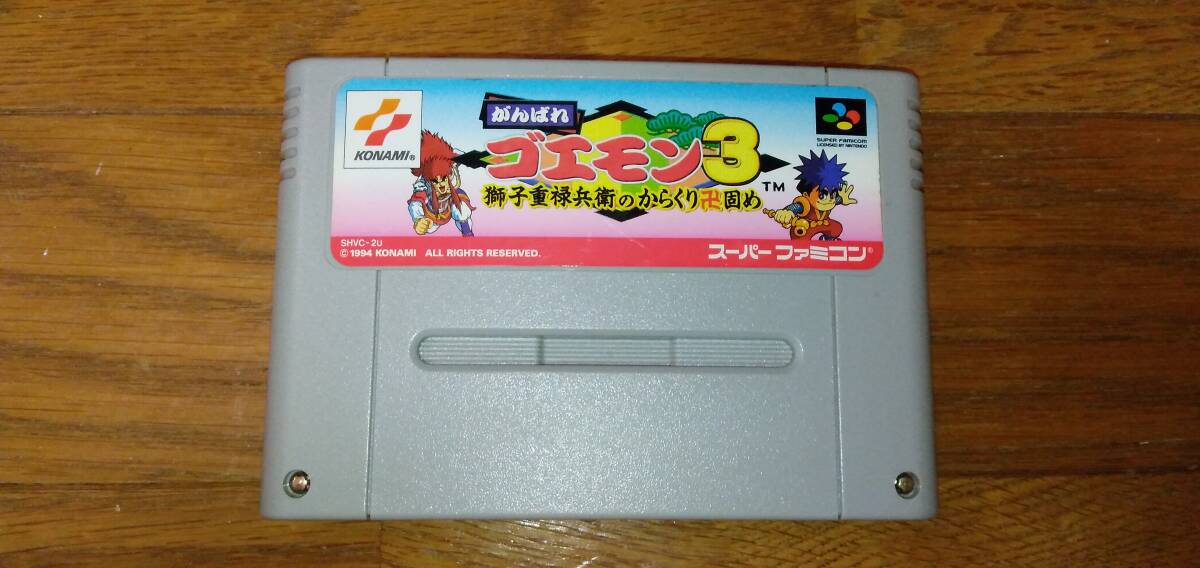 KONAMI®
がんばれ
ゴエモン3
TM
獅子重禄兵衛のからくり卍固め
SUPER FAMICOM
LICENSED BY NINTENDO
SHVC-2U
© 1994 KONAMI ALL RIGHTS RESERVED.
スーパーファミコン®